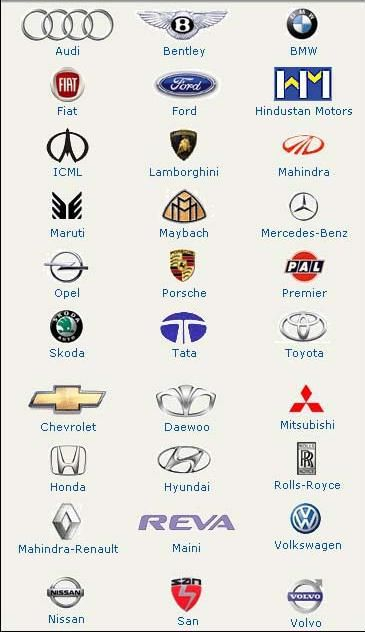 Audi Bentley BMW
FIAT Ford HM
Fiat Ford Hindustan Motors
ICML Lamborghini Mahindra
Maruti Maybach Mercedes-Benz
PAL
Opel Porsche Premier
SKODA
AUTO
Skoda Tata Toyota
Chevrolet Daewoo Mitsubishi
Honda Hyundai Rolls-Royce
REVA
Mahindra-Renault Maini Volkswagen
NISSAN san VOLVO
Nissan San Volvo